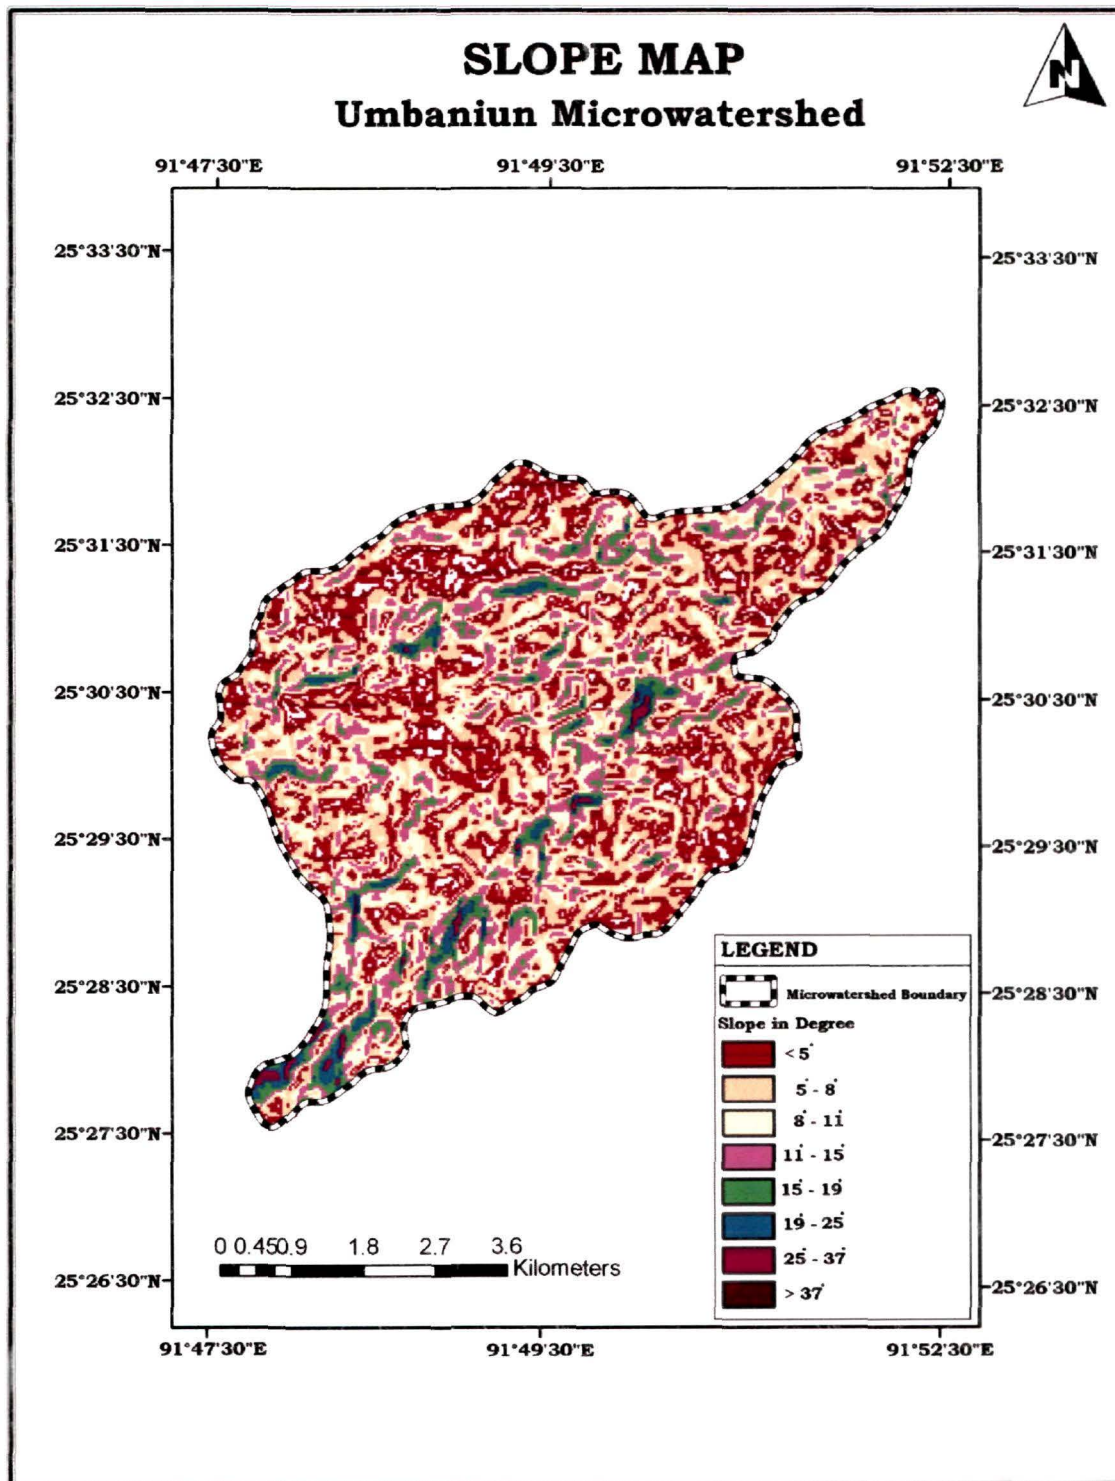 SLOPE MAP
N
Umbaniun Microwatershed
91°47'30"E 91°49'30"E 91°52'30"E
25°33'30"N 25°33'30"N
25°32'30"N 25°32'30"N
25°31'30"N 25°31'30"N
25°30'30"N 25°30'30"N
25°29'30"N 25°29'30"N
25°28'30"N 25°28'30"N
25°27'30"N 25°27'30"N
25°26'30"N 25°26'30"N
LEGEND
Microwatershed Boundary
Slope in Degree
< 5°
5° - 8°
8° - 11°
11° - 15°
15° - 19°
19° - 25°
25° - 37°
> 37°
0 0.45 0.9 1.8 2.7 3.6
Kilometers
91°47'30"E 91°49'30"E 91°52'30"E